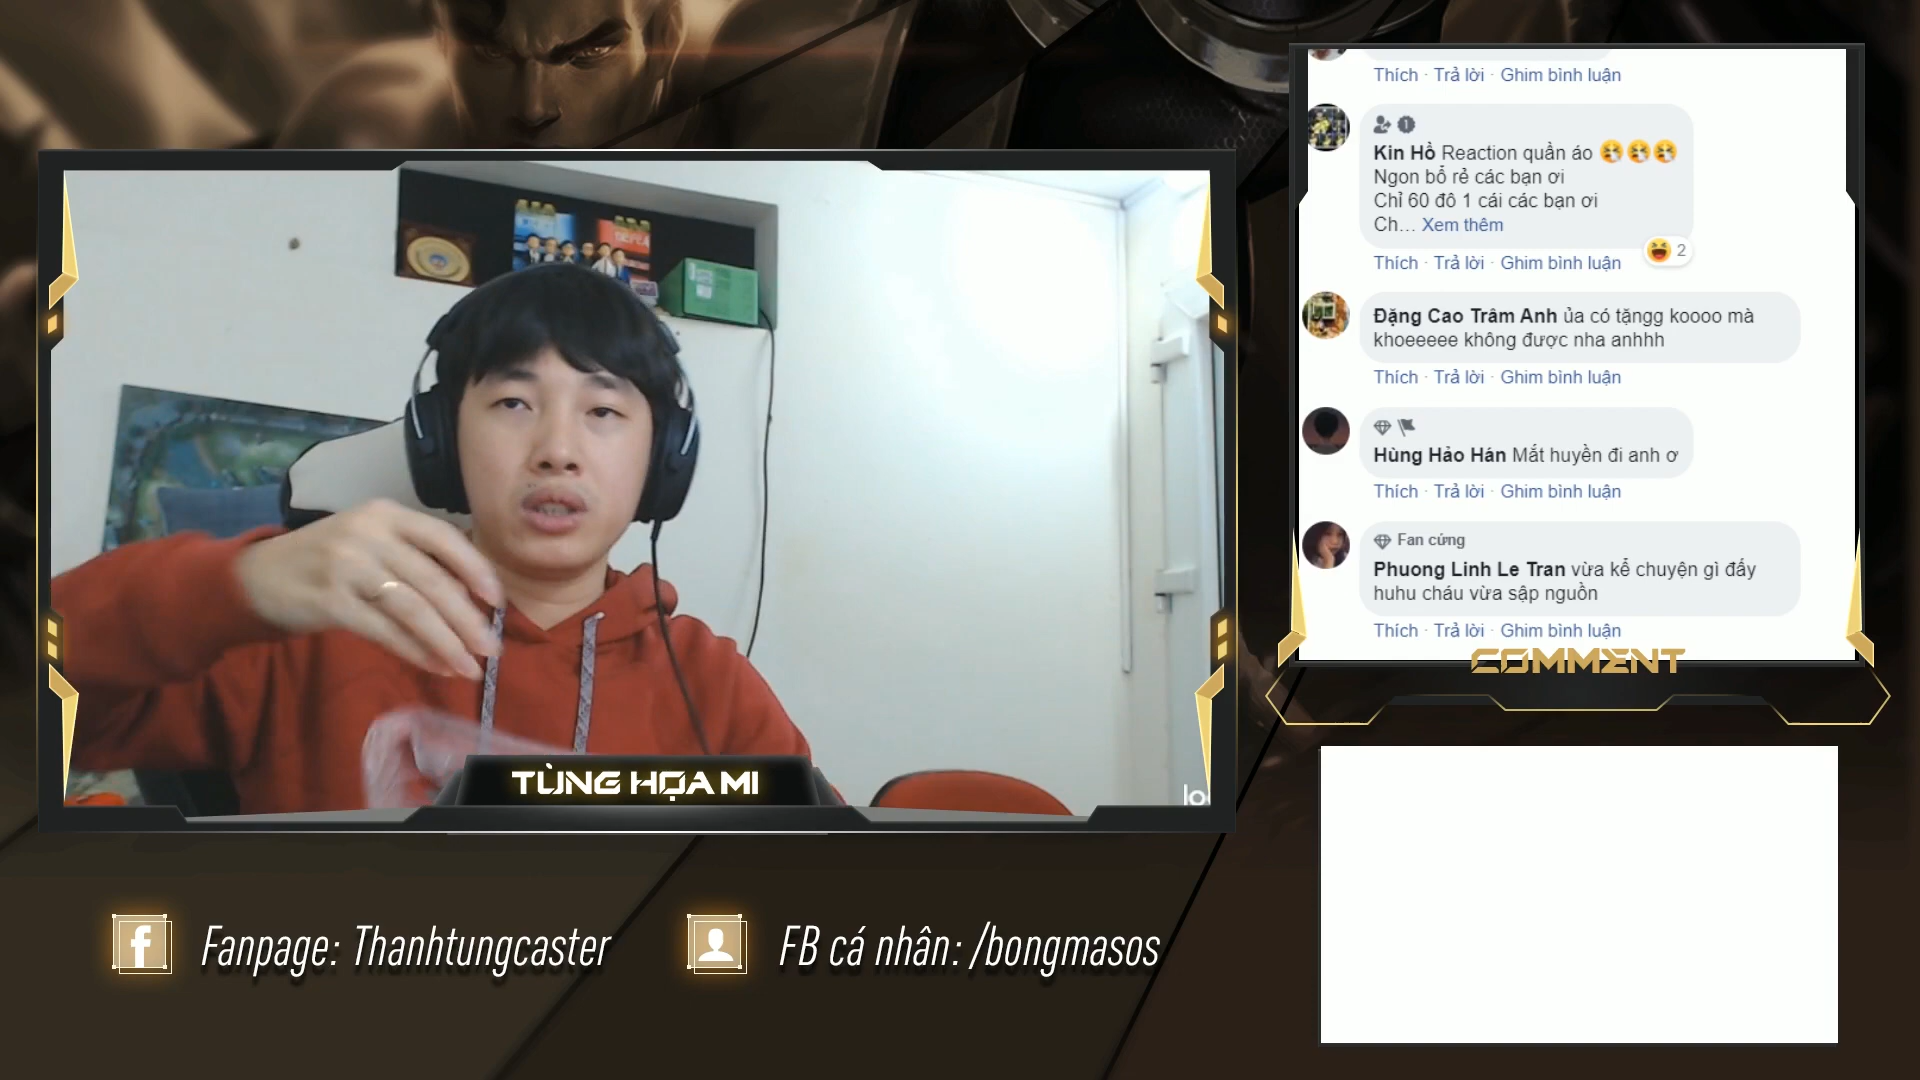 TÙNG HỌA MI
lo
Fanpage: Thanhtungcaster
FB cá nhân: /bongmasos
Thích · Trả lời · Ghim bình luận
Kin Hồ Reaction quần áo 🤧🤧🤧
Ngon bổ rẻ các bạn ơi
Chỉ 60 đô 1 cái các bạn ơi
Ch... Xem thêm
2
Thích · Trả lời · Ghim bình luận
Đặng Cao Trâm Anh ủa có tặngg koooo mà
khoeeeee không được nha anhhh
Thích · Trả lời · Ghim bình luận
Hùng Hảo Hán Mắt huyền đi anh ơ
Thích · Trả lời · Ghim bình luận
Fan cứng
Phuong Linh Le Tran vừa kể chuyện gì đấy
huhu cháu vừa sập nguồn
Thích · Trả lời · Ghim bình luận
COMMENT